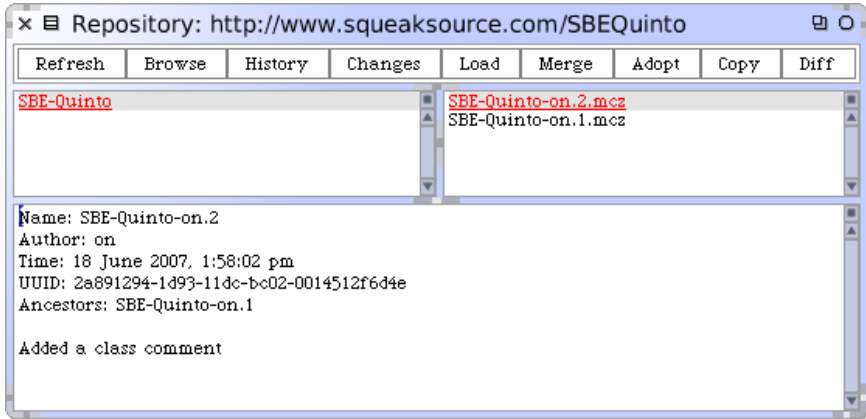 Repository: http://www.squeaksource.com/SBEQuinto
Refresh Browse History Changes Load Merge Adopt Copy Diff
SBE-Quinto
SBE-Quinto-on.2.mcz
SBE-Quinto-on.1.mcz
Name: SBE-Quinto-on.2
Author: on
Time: 18 June 2007, 1:58:02 pm
UUID: 2a891294-1d93-11dc-bc02-0014512f6d4e
Ancestors: SBE-Quinto-on.1
Added a class comment